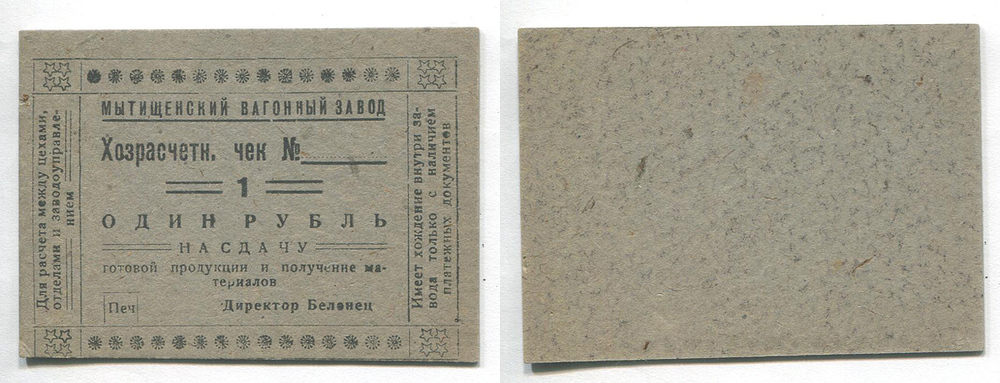 Для расчета между цехами,
отделами и заводоуправле-
нием
МЫТИЩЕНСКИЙ ВАГОННЫЙ ЗАВОД
Хозрасчетн. чек №
1
ОДИН РУБЛЬ
НА СДАЧУ
готовой продукции и получение ма-
териалов
Печ
Директор Беленец
Имеет хождение внутри за-
вода только с наличием
платежных документов